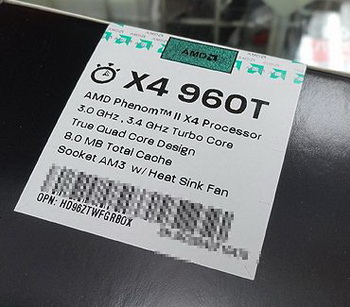 AMD
X4 960T
AMD Phenom™ II X4 Processor
3.0 GHz , 3.4 GHz Turbo Core
True Quad Core Design
8.0 MB Total Cache
Socket AM3 w/ Heat Sink Fan
OPN: HD96ZTWFGRBOX